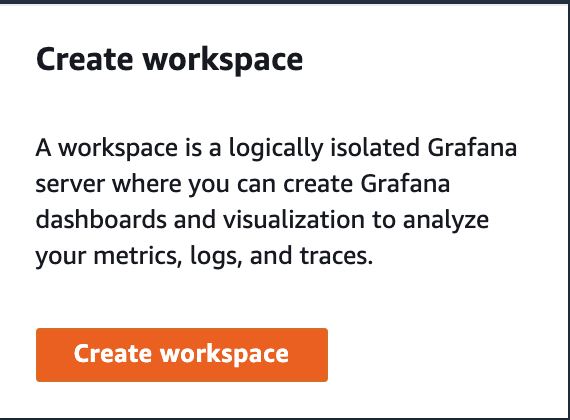 Create workspace
A workspace is a logically isolated Grafana
server where you can create Grafana
dashboards and visualization to analyze
your metrics, logs, and traces.
Create workspace